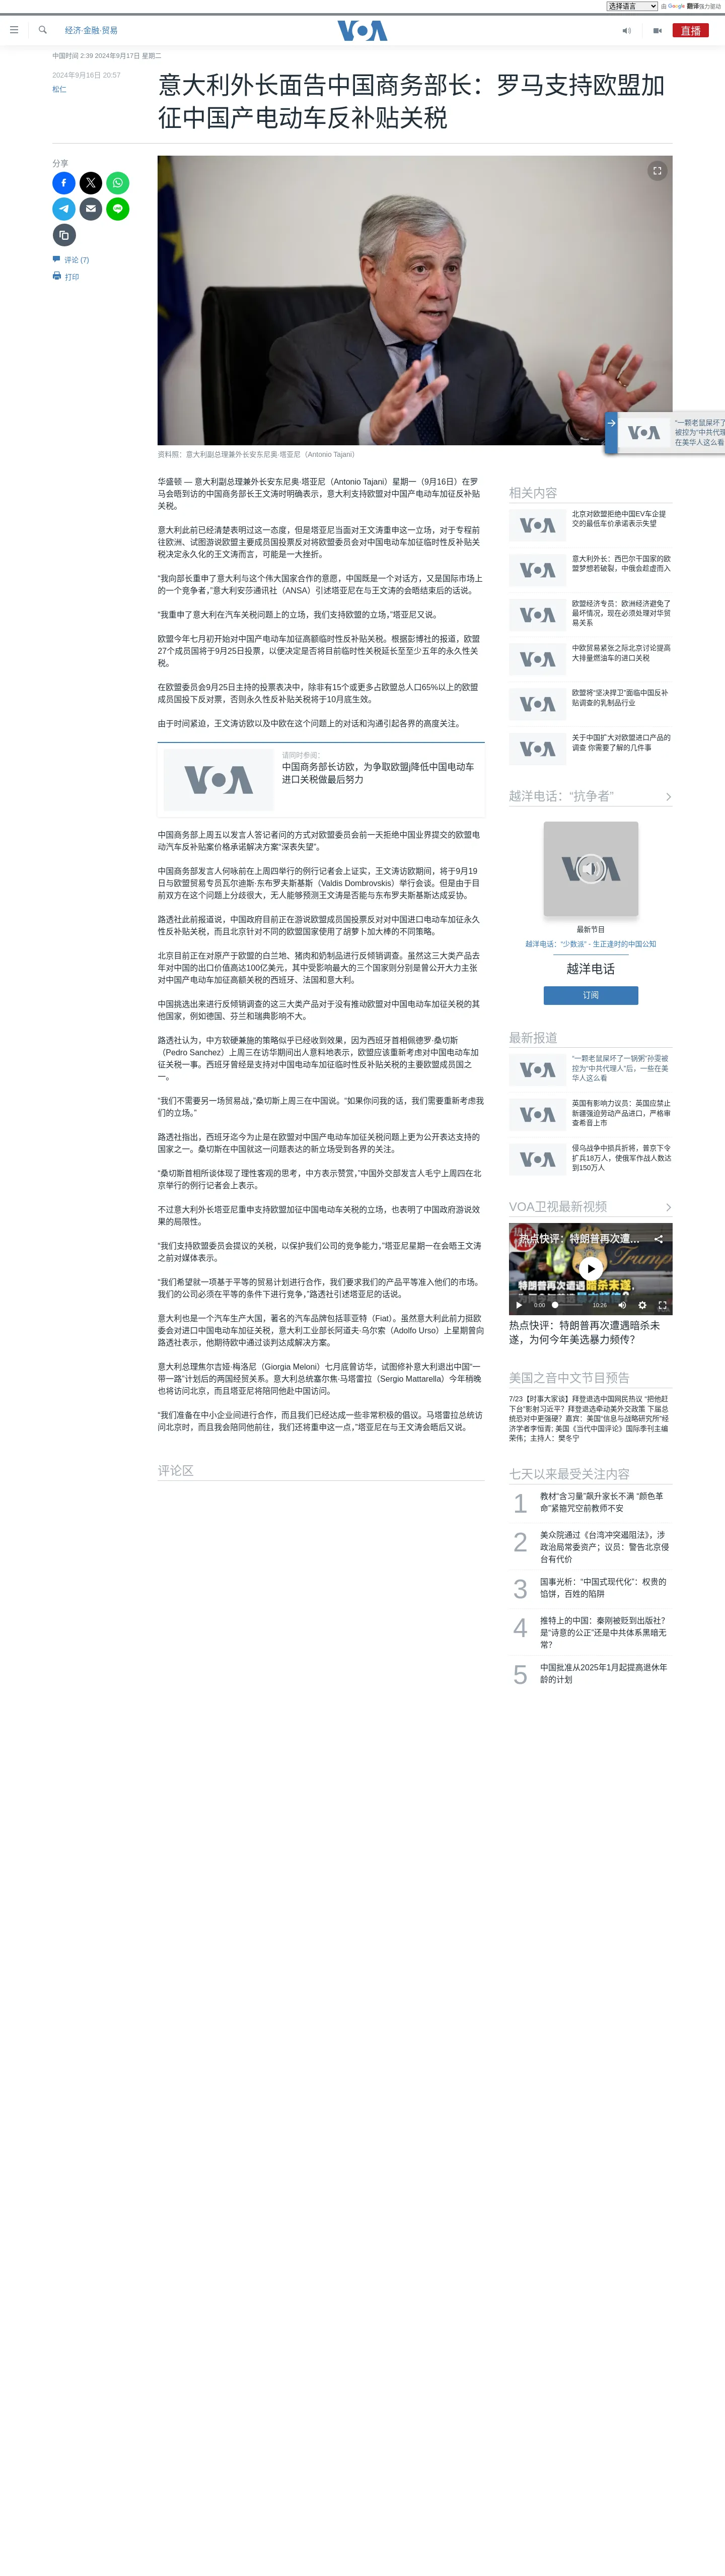 选择语言
由 Google 翻译强力驱动
经济·金融·贸易
VOA
直播
中国时间 2:39 2024年9月17日 星期二
2024年9月16日 20:57
松仁
意大利外长面告中国商务部长：罗马支持欧盟加
征中国产电动车反补贴关税
分享
评论 (7)
打印
资料照：意大利副总理兼外长安东尼奥·塔亚尼（Antonio Tajani）
“一颗老鼠屎坏了
被控为“中共代理
在美华人这么看
华盛顿 — 意大利副总理兼外长安东尼奥·塔亚尼（Antonio Tajani）星期一（9月16日）在罗
马会晤到访的中国商务部长王文涛时明确表示，意大利支持欧盟对中国产电动车加征反补贴
关税。
意大利此前已经清楚表明过这一态度，但是塔亚尼当面对王文涛重申这一立场，对于专程前
往欧洲、试图游说欧盟主要成员国投票反对将欧盟委员会对中国电动车加征临时性反补贴关
税决定永久化的王文涛而言，可能是一大挫折。
“我向部长重申了意大利与这个伟大国家合作的意愿，中国既是一个对话方，又是国际市场上
的一个竞争者，”意大利安莎通讯社（ANSA）引述塔亚尼在与王文涛的会晤结束后的话说。
“我重申了意大利在汽车关税问题上的立场，我们支持欧盟的立场，”塔亚尼又说。
欧盟今年七月初开始对中国产电动车加征高额临时性反补贴关税。根据彭博社的报道，欧盟
27个成员国将于9月25日投票，以便决定是否将目前临时性关税延长至至少五年的永久性关
税。
在欧盟委员会9月25日主持的投票表决中，除非有15个或更多占欧盟总人口65%以上的欧盟
成员国投下反对票，否则永久性反补贴关税将于10月底生效。
由于时间紧迫，王文涛访欧以及中欧在这个问题上的对话和沟通引起各界的高度关注。
请同时参阅：
中国商务部长访欧，为争取欧盟j降低中国电动车
进口关税做最后努力
VOA
中国商务部上周五以发言人答记者问的方式对欧盟委员会前一天拒绝中国业界提交的欧盟电
动汽车反补贴案价格承诺解决方案“深表失望”。
中国商务部发言人何咏前在上周四举行的例行记者会上证实，王文涛访欧期间，将于9月19
日与欧盟贸易专员瓦尔迪斯·东布罗夫斯基斯（Valdis Dombrovskis）举行会谈。但是由于目
前双方在这个问题上分歧很大，无人能够预测王文涛是否能与东布罗夫斯基斯达成妥协。
路透社此前报道说，中国政府目前正在游说欧盟成员国投票反对对中国进口电动车加征永久
性反补贴关税，而且北京针对不同的欧盟国家使用了胡萝卜加大棒的不同策略。
北京目前正在对原产于欧盟的白兰地、猪肉和奶制品进行反倾销调查。虽然这三大类产品去
年对中国的出口价值高达100亿美元，其中受影响最大的三个国家则分别是曾公开大力主张
对中国产电动车加征高额关税的西班牙、法国和意大利。
中国挑选出来进行反倾销调查的这三大类产品对于没有推动欧盟对中国电动车加征关税的其
他国家，例如德国、芬兰和瑞典影响不大。
路透社认为，中方软硬兼施的策略似乎已经收到效果，因为西班牙首相佩德罗·桑切斯
（Pedro Sanchez）上周三在访华期间出人意料地表示，欧盟应该重新考虑对中国电动车加
征关税一事。西班牙曾经是支持对中国电动车加征临时性反补贴关税的主要欧盟成员国之
一。
“我们不需要另一场贸易战，”桑切斯上周三在中国说。“如果你问我的话，我们需要重新考虑我
们的立场。”
路透社指出，西班牙迄今为止是在欧盟对中国产电动车加征关税问题上更为公开表达支持的
国家之一。桑切斯在中国就这一问题表达的新立场受到各界的关注。
“桑切斯首相所谈体现了理性客观的思考，中方表示赞赏，”中国外交部发言人毛宁上周四在北
京举行的例行记者会上表示。
不过意大利外长塔亚尼重申支持欧盟加征中国电动车关税的立场，也表明了中国政府游说效
果的局限性。
“我们支持欧盟委员会提议的关税，以保护我们公司的竞争能力，”塔亚尼星期一在会晤王文涛
之前对媒体表示。
“我们希望就一项基于平等的贸易计划进行合作，我们要求我们的产品平等准入他们的市场。
我们的公司必须在平等的条件下进行竞争，”路透社引述塔亚尼的话说。
意大利也是一个汽车生产大国，著名的汽车品牌包括菲亚特（Fiat）。虽然意大利此前力挺欧
委会对进口中国电动车加征关税，意大利工业部长阿道夫·乌尔索（Adolfo Urso）上星期曾向
路透社表示，他期待欧中通过谈判达成解决方案。
意大利总理焦尔吉娅·梅洛尼（Giorgia Meloni）七月底曾访华，试图修补意大利退出中国“一
带一路”计划后的两国经贸关系。意大利总统塞尔焦·马塔雷拉（Sergio Mattarella）今年稍晚
也将访问北京，而且塔亚尼将陪同他赴中国访问。
“我们准备在中小企业间进行合作，而且我们已经达成一些非常积极的倡议。马塔雷拉总统访
问北京时，而且我会陪同他前往，我们还将重申这一点，”塔亚尼在与王文涛会晤后又说。
评论区
相关内容
北京对欧盟拒绝中国EV车企提
交的最低车价承诺表示失望
意大利外长：西巴尔干国家的欧
盟梦想若破裂，中俄会趁虚而入
欧盟经济专员：欧洲经济避免了
最坏情况，现在必须处理对华贸
易关系
中欧贸易紧张之际北京讨论提高
大排量燃油车的进口关税
欧盟将“坚决捍卫”面临中国反补
贴调查的乳制品行业
关于中国扩大对欧盟进口产品的
调查 你需要了解的几件事
越洋电话：“抗争者”
最新节目
越洋电话：“少数派” - 生正逢时的中国公知
越洋电话
订阅
最新报道
“一颗老鼠屎坏了一锅粥”孙雯被
控为“中共代理人”后，一些在美
华人这么看
英国有影响力议员：英国应禁止
新疆强迫劳动产品进口，严格审
查希音上市
侵乌战争中损兵折将，普京下令
扩兵18万人，使俄军作战人数达
到150万人
VOA卫视最新视频
热点快评：特朗普再次遭...
特朗普再次遭遇暗杀未遂，
0:00
10:26
热点快评：特朗普再次遭遇暗杀未
遂，为何今年美选暴力频传？
美国之音中文节目预告
7/23【时事大家谈】拜登退选中国网民热议 “把他赶
下台”影射习近平？拜登退选牵动美外交政策 下届总
统恐对中更强硬？嘉宾：美国“信息与战略研究所”经
济学者李恒青; 美国《当代中国评论》国际季刊主编
荣伟；主持人：樊冬宁
七天以来最受关注内容
1
教材“含习量”飙升家长不满 “颜色革
命”紧箍咒空前教师不安
2
美众院通过《台湾冲突遏阻法》，涉
政治局常委资产；议员：警告北京侵
台有代价
3
国事光析：“中国式现代化”：权贵的
馅饼，百姓的陷阱
4
推特上的中国：秦刚被贬到出版社？
是“诗意的公正”还是中共体系黑暗无
常？
5
中国批准从2025年1月起提高退休年
龄的计划